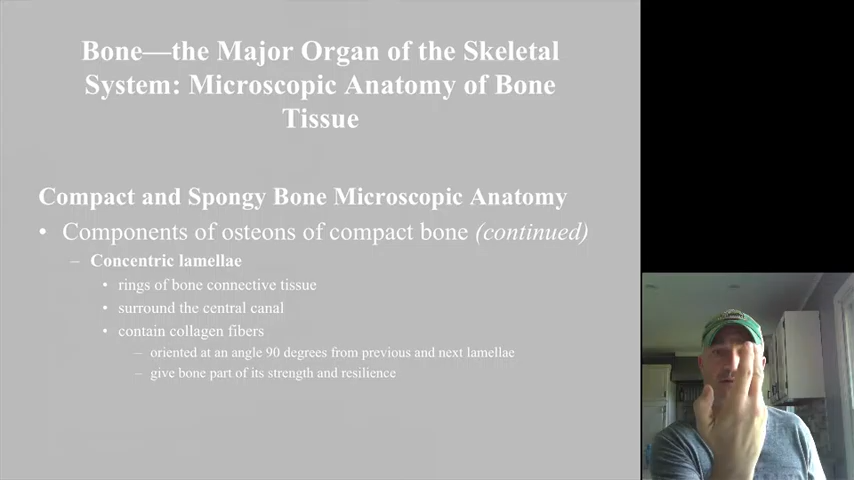 Bone—the Major Organ of the Skeletal
System: Microscopic Anatomy of Bone
Tissue
Compact and Spongy Bone Microscopic Anatomy
• Components of osteons of compact bone (continued)
– Concentric lamellae
• rings of bone connective tissue
• surround the central canal
• contain collagen fibers
– oriented at an angle 90 degrees from previous and next lamellae
– give bone part of its strength and resilience